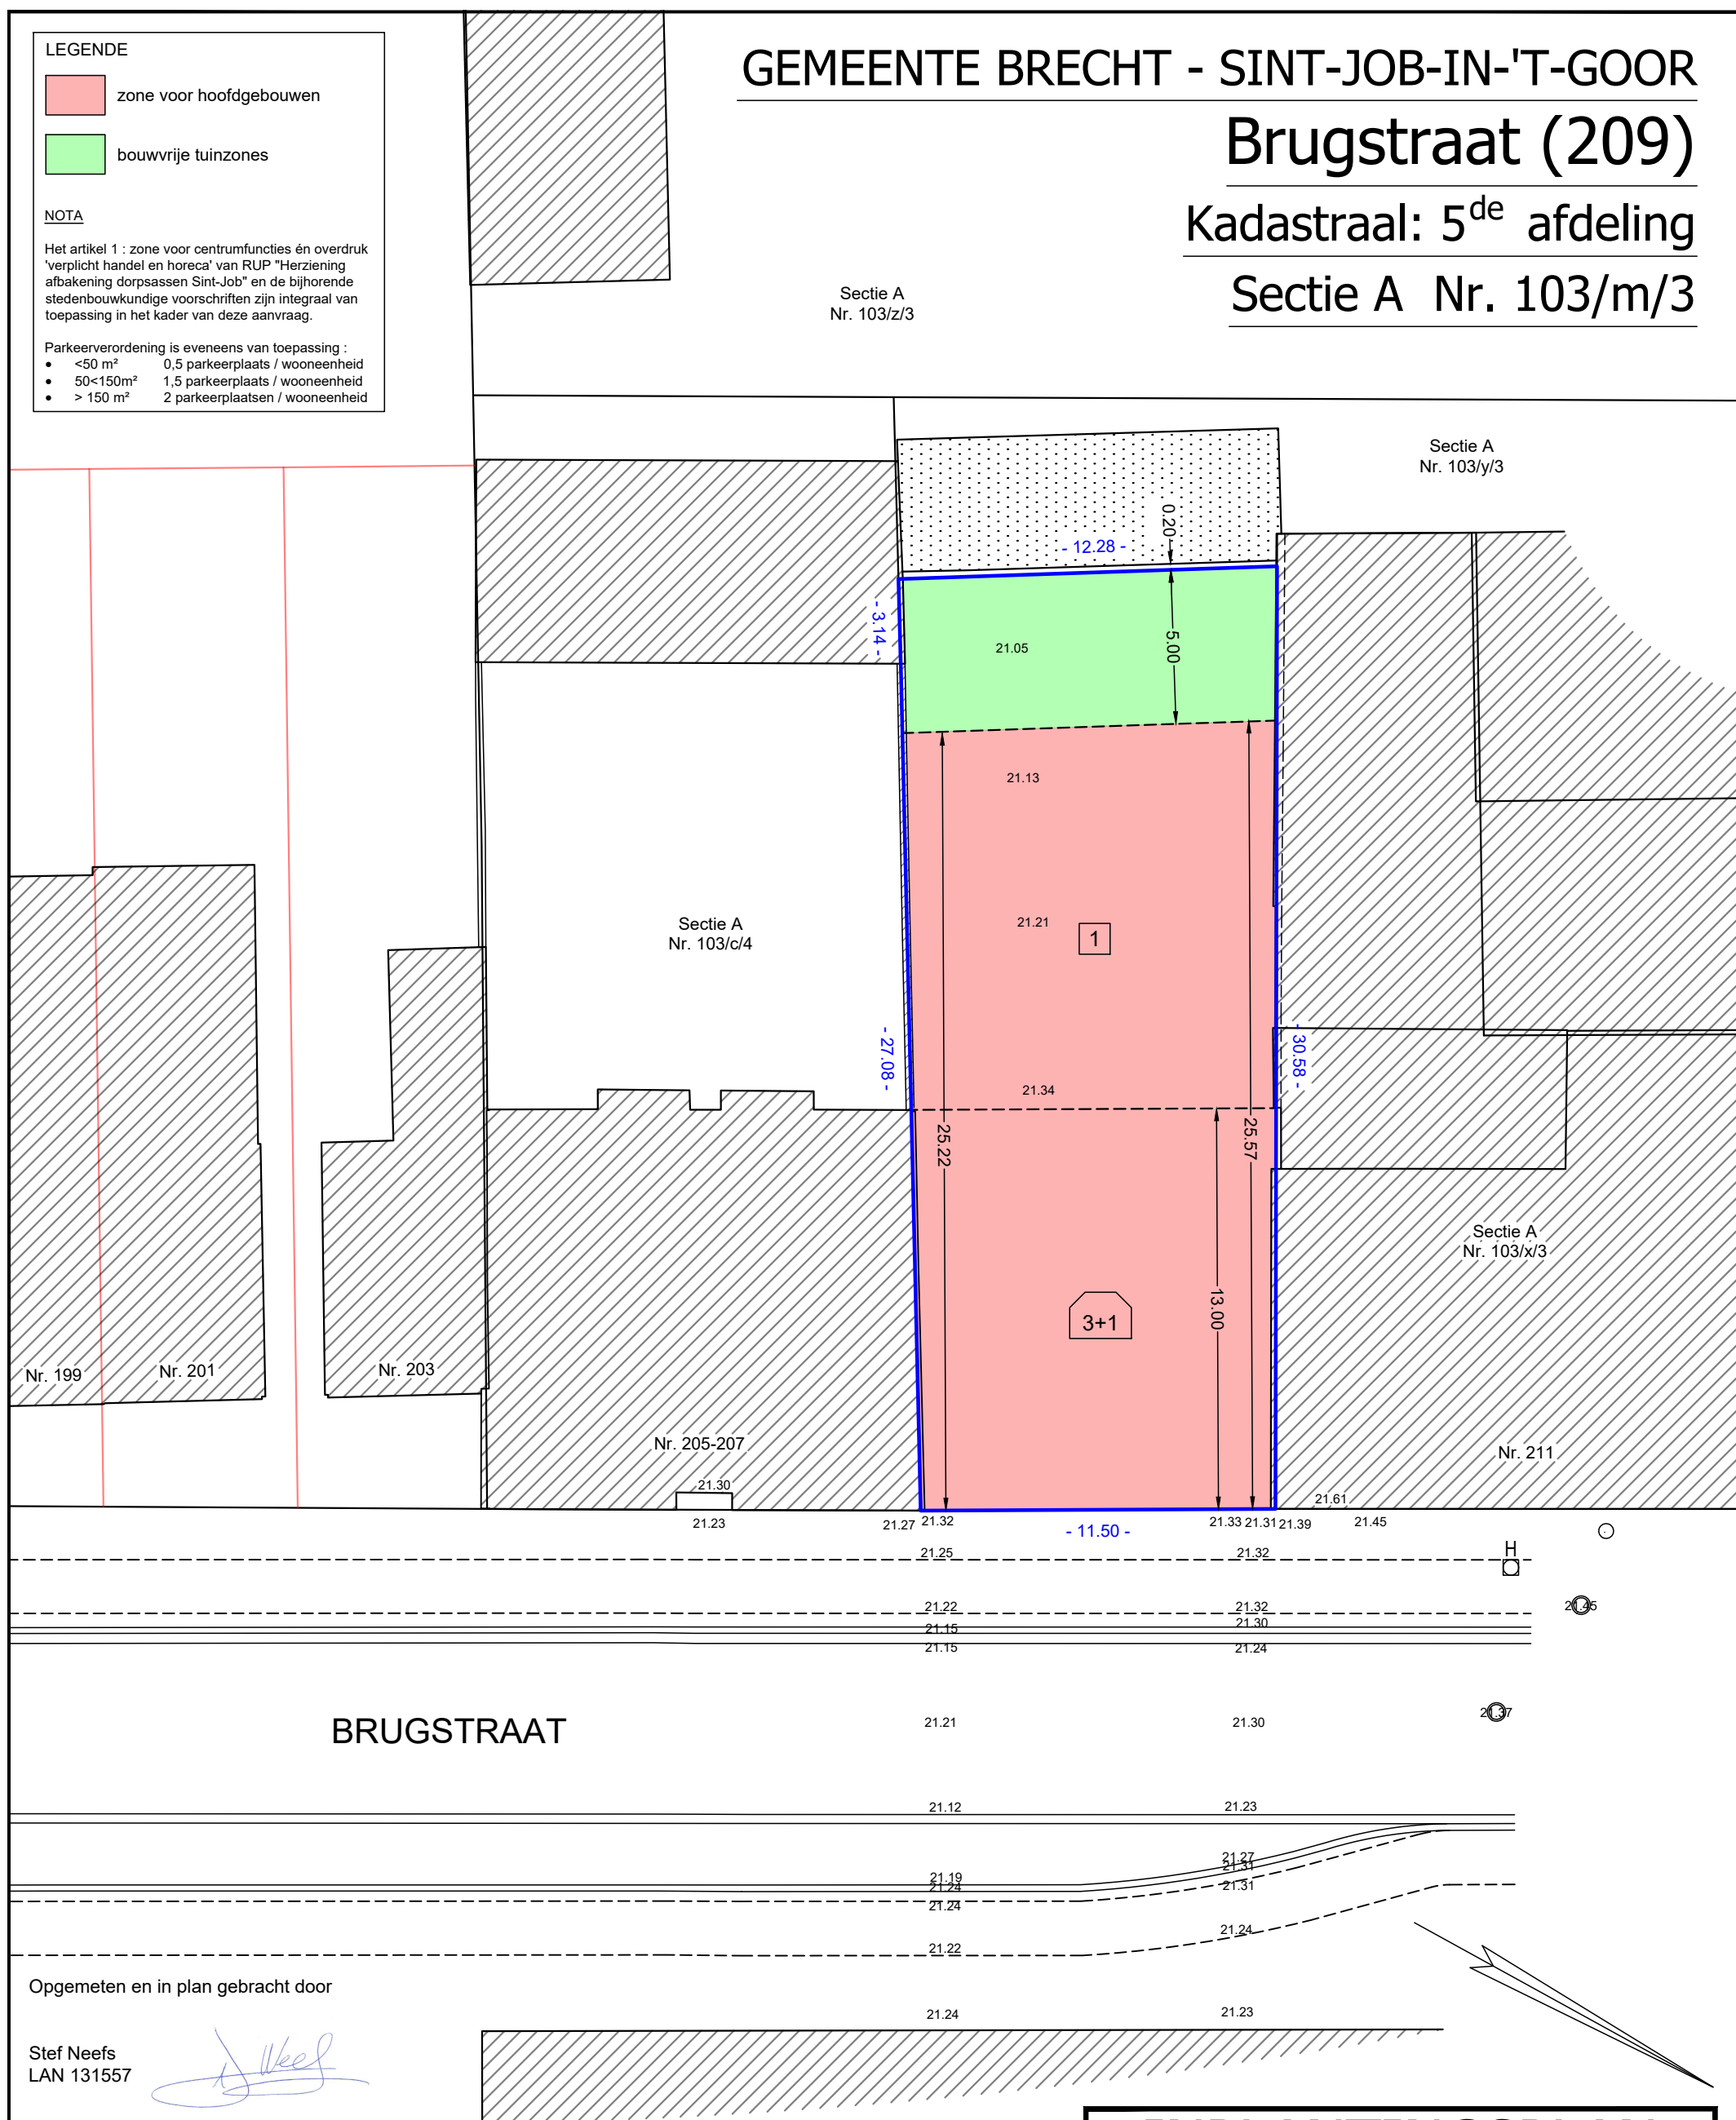 LEGENDE
zone voor hoofdgebouwen
bouwvrije tuinzones
NOTA
Het artikel 1 : zone voor centrumfuncties én overdruk
'verplicht handel en horeca' van RUP "Herziening
afbakening dorpsassen Sint-Job" en de bijhorende
stedenbouwkundige voorschriften zijn integraal van
toepassing in het kader van deze aanvraag.
Parkeerverordening is eveneens van toepassing :
• <50 m² 0,5 parkeerplaats / wooneenheid
• 50<150m² 1,5 parkeerplaats / wooneenheid
• > 150 m² 2 parkeerplaatsen / wooneenheid
GEMEENTE BRECHT - SINT-JOB-IN-'T-GOOR
Brugstraat (209)
Kadastraal: 5de afdeling
Sectie A Nr. 103/m/3
Sectie A
Nr. 103/z/3
Sectie A
Nr. 103/y/3
0.20
- 12.28 -
- 3.14 -
21.05
5.00
21.13
21.21
1
Sectie A
Nr. 103/c/4
- 27.08 -
- 30.58 -
21.34
25.22
25.57
13.00
3+1
Sectie A
Nr. 103/x/3
Nr. 199
Nr. 201
Nr. 203
Nr. 205-207
Nr. 211
21.30
21.61
21.23
21.27
21.32
- 11.50 -
21.33
21.31
21.39
21.45
21.25
21.32
H
21.22
21.32
21.45
21.15
21.30
21.15
21.24
BRUGSTRAAT
21.21
21.30
21.37
21.12
21.23
21.27
21.31
21.19
21.24
21.31
21.24
21.24
21.22
Opgemeten en in plan gebracht door
21.24
21.23
Stef Neefs
LAN 131557